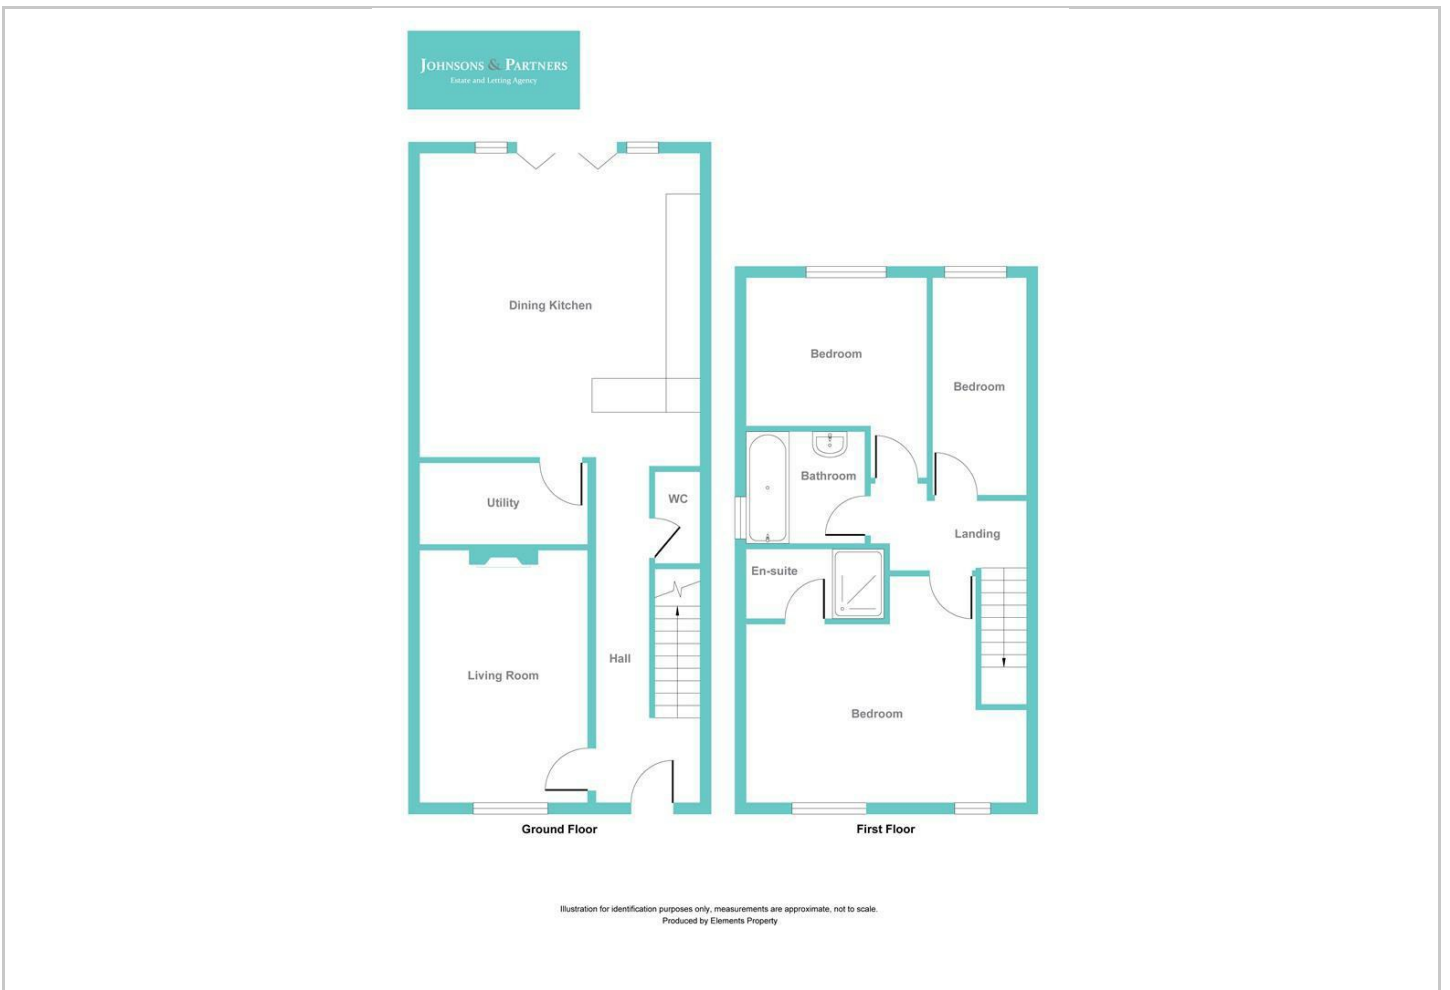 JOHNSONS & PARTNERS
Estate and Letting Agency
Dining Kitchen
Utility
WC
Living Room
Hall
Ground Floor
Bedroom
Bedroom
Bathroom
Landing
En-suite
Bedroom
First Floor
Illustration for identification purposes only, measurements are approximate, not to scale.
Produced by Elements Property